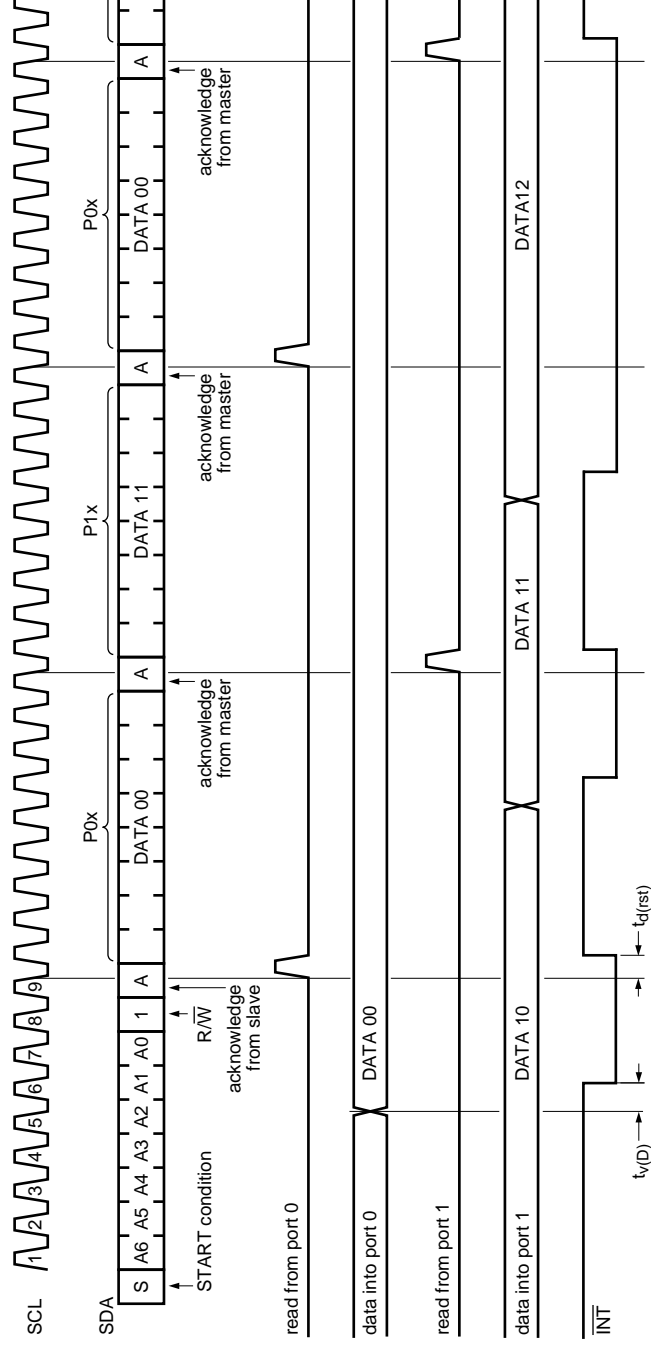 SCL
1 2 3 4 5 6 7 8 9
P0x
P1x
P0x
SDA
S A6 A5 A4 A3 A2 A1 A0 1 A DATA 00 A DATA 11 A DATA 00 A
START condition
R/W
acknowledge
from slave
acknowledge
from master
acknowledge
from master
acknowledge
from master
read from port 0
data into port 0
DATA 00
read from port 1
data into port 1
DATA 10
DATA 11
DATA12
INT
tv(D)
td(rst)